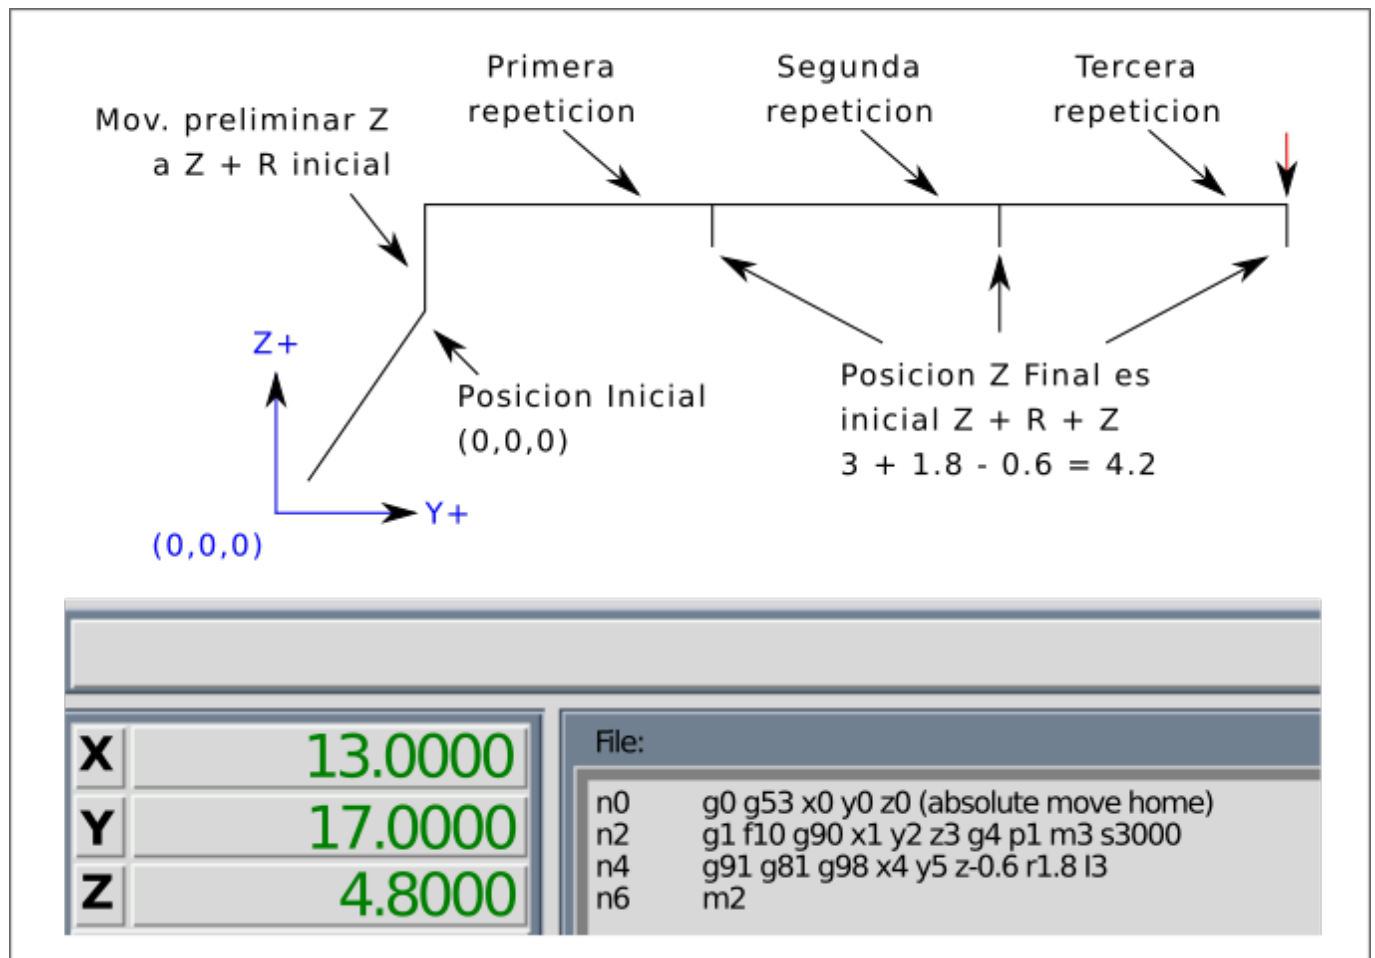 Primera
repeticion
Segunda
repeticion
Tercera
repeticion
Mov. preliminar Z
a Z + R inicial
Z+
Posicion Inicial
(0,0,0)
Posicion Z Final es
inicial Z + R + Z
3 + 1.8 - 0.6 = 4.2
Y+
(0,0,0)
X 13.0000
Y 17.0000
Z 4.8000
File:
n0 g0 g53 x0 y0 z0 (absolute move home)
n2 g1 f10 g90 x1 y2 z3 g4 p1 m3 s3000
n4 g91 g81 g98 x4 y5 z-0.6 r1.8 l3
n6 m2